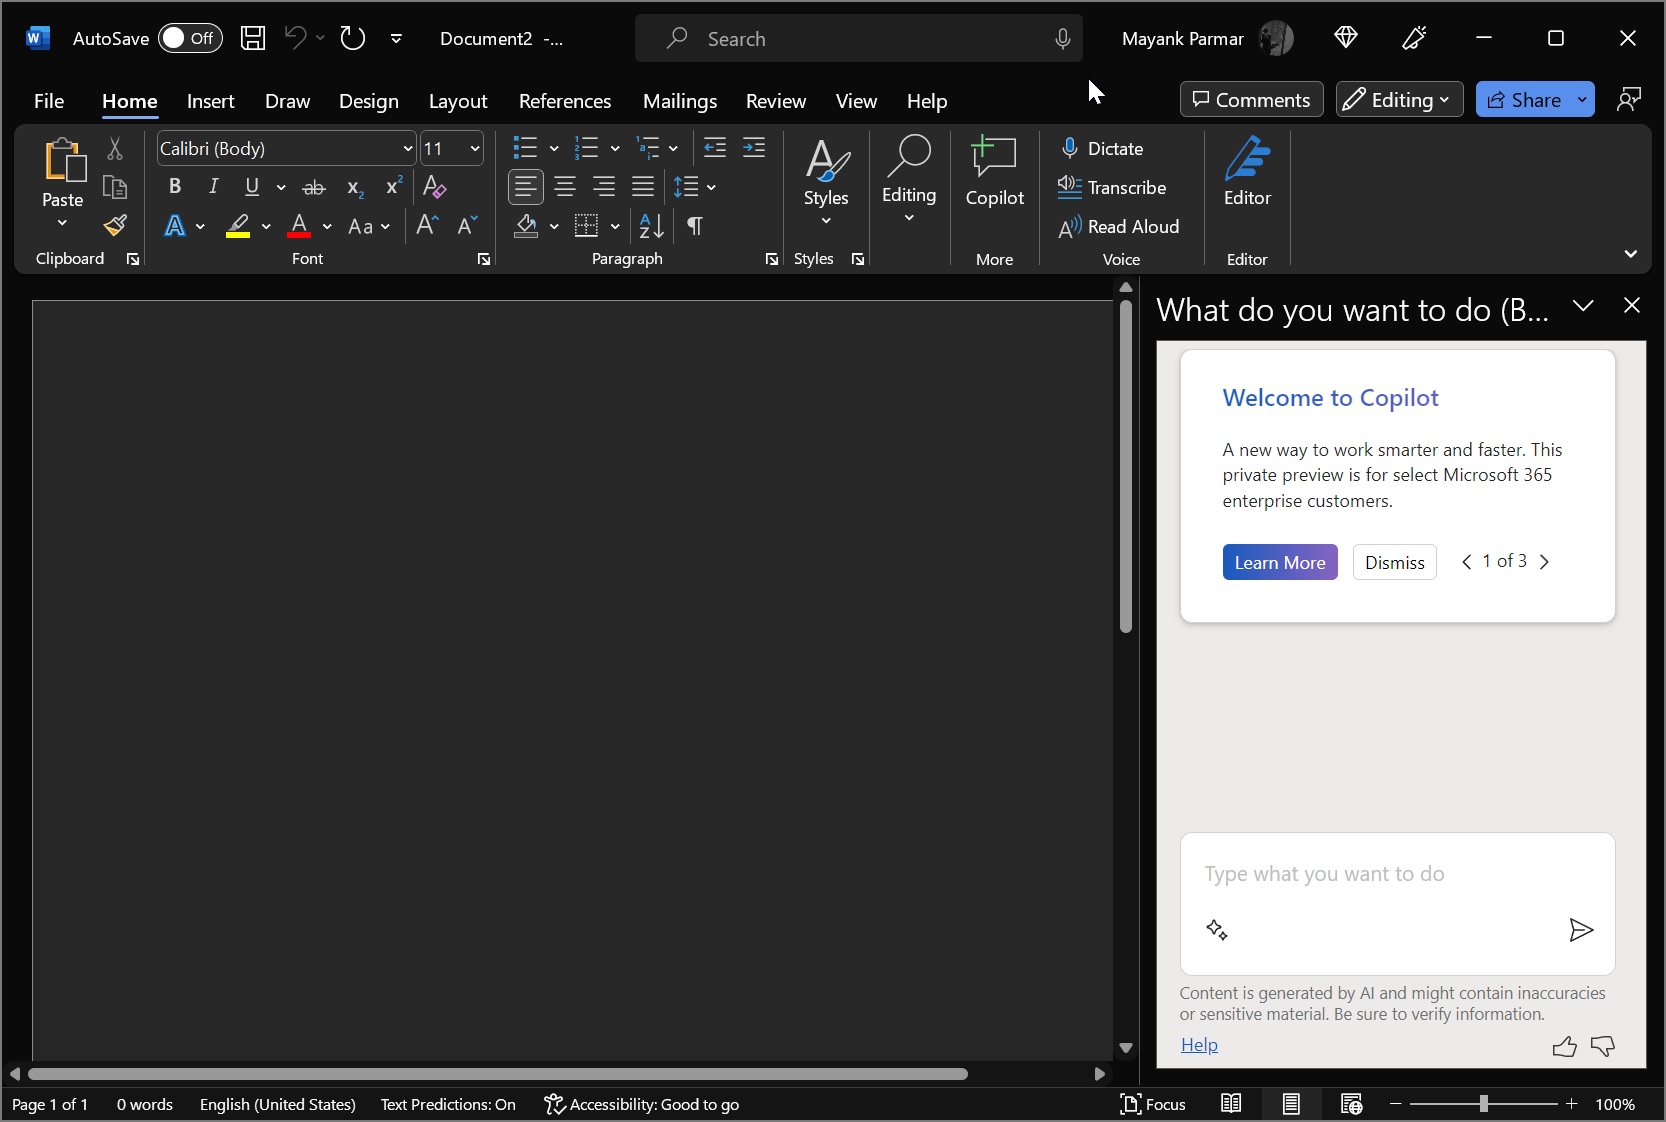 AutoSave Off Document2 -... Search Mayank Parmar
File Home Insert Draw Design Layout References Mailings Review View Help Comments Editing Share
Calibri (Body) 11
Paste
B I U ab x₂ x² A
A A Aa A A
Styles
Editing
Copilot
Dictate
Transcribe
Read Aloud
Editor
Clipboard Font Paragraph Styles More Voice Editor
What do you want to do (B...
Welcome to Copilot
A new way to work smarter and faster. This
private preview is for select Microsoft 365
enterprise customers.
Learn More Dismiss 1 of 3
Type what you want to do
Content is generated by AI and might contain inaccuracies
or sensitive material. Be sure to verify information.
Help
Page 1 of 1 0 words English (United States) Text Predictions: On Accessibility: Good to go Focus 100%